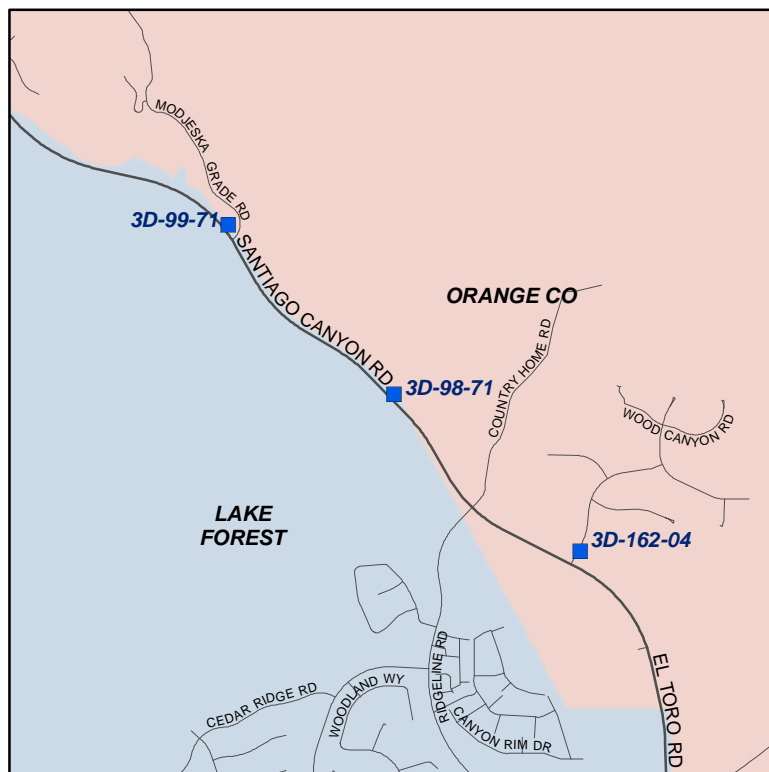 MODJESKA GRADE RD
3D-99-71
SANTIAGO CANYON RD
ORANGE CO
COUNTRY HOME RD
3D-98-71
WOOD CANYON RD
LAKE
FOREST
3D-162-04
RIDGELINE RD
EL TORO RD
CEDAR RIDGE RD
WOODLAND WY
CANYON RIM DR